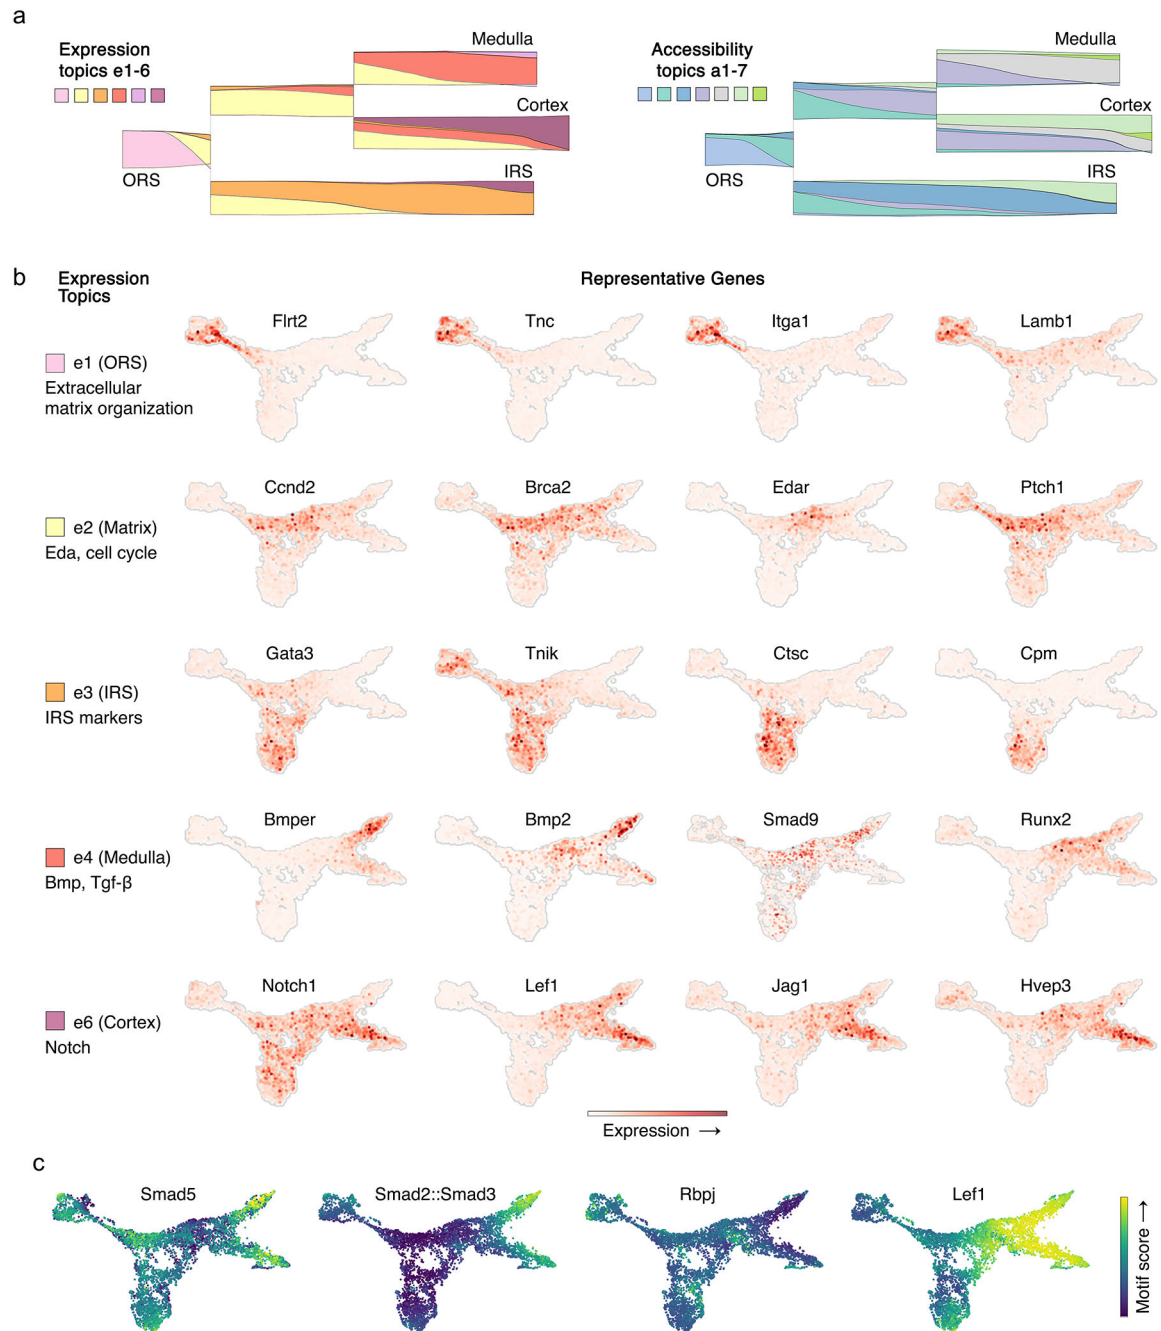 a
Expression
topics e1-6
Medulla
Cortex
ORS
IRS
Accessibility
topics a1-7
Medulla
Cortex
ORS
IRS
b
Expression
Topics
Representative Genes
e1 (ORS)
Extracellular
matrix organization
Flrt2
Tnc
Itga1
Lamb1
e2 (Matrix)
Eda, cell cycle
Ccnd2
Brca2
Edar
Ptch1
e3 (IRS)
IRS markers
Gata3
Tnik
Ctsc
Cpm
e4 (Medulla)
Bmp, Tgf-β
Bmper
Bmp2
Smad9
Runx2
e6 (Cortex)
Notch
Notch1
Lef1
Jag1
Hvep3
Expression →
c
Smad5
Smad2::Smad3
Rbpj
Lef1
Motif score →